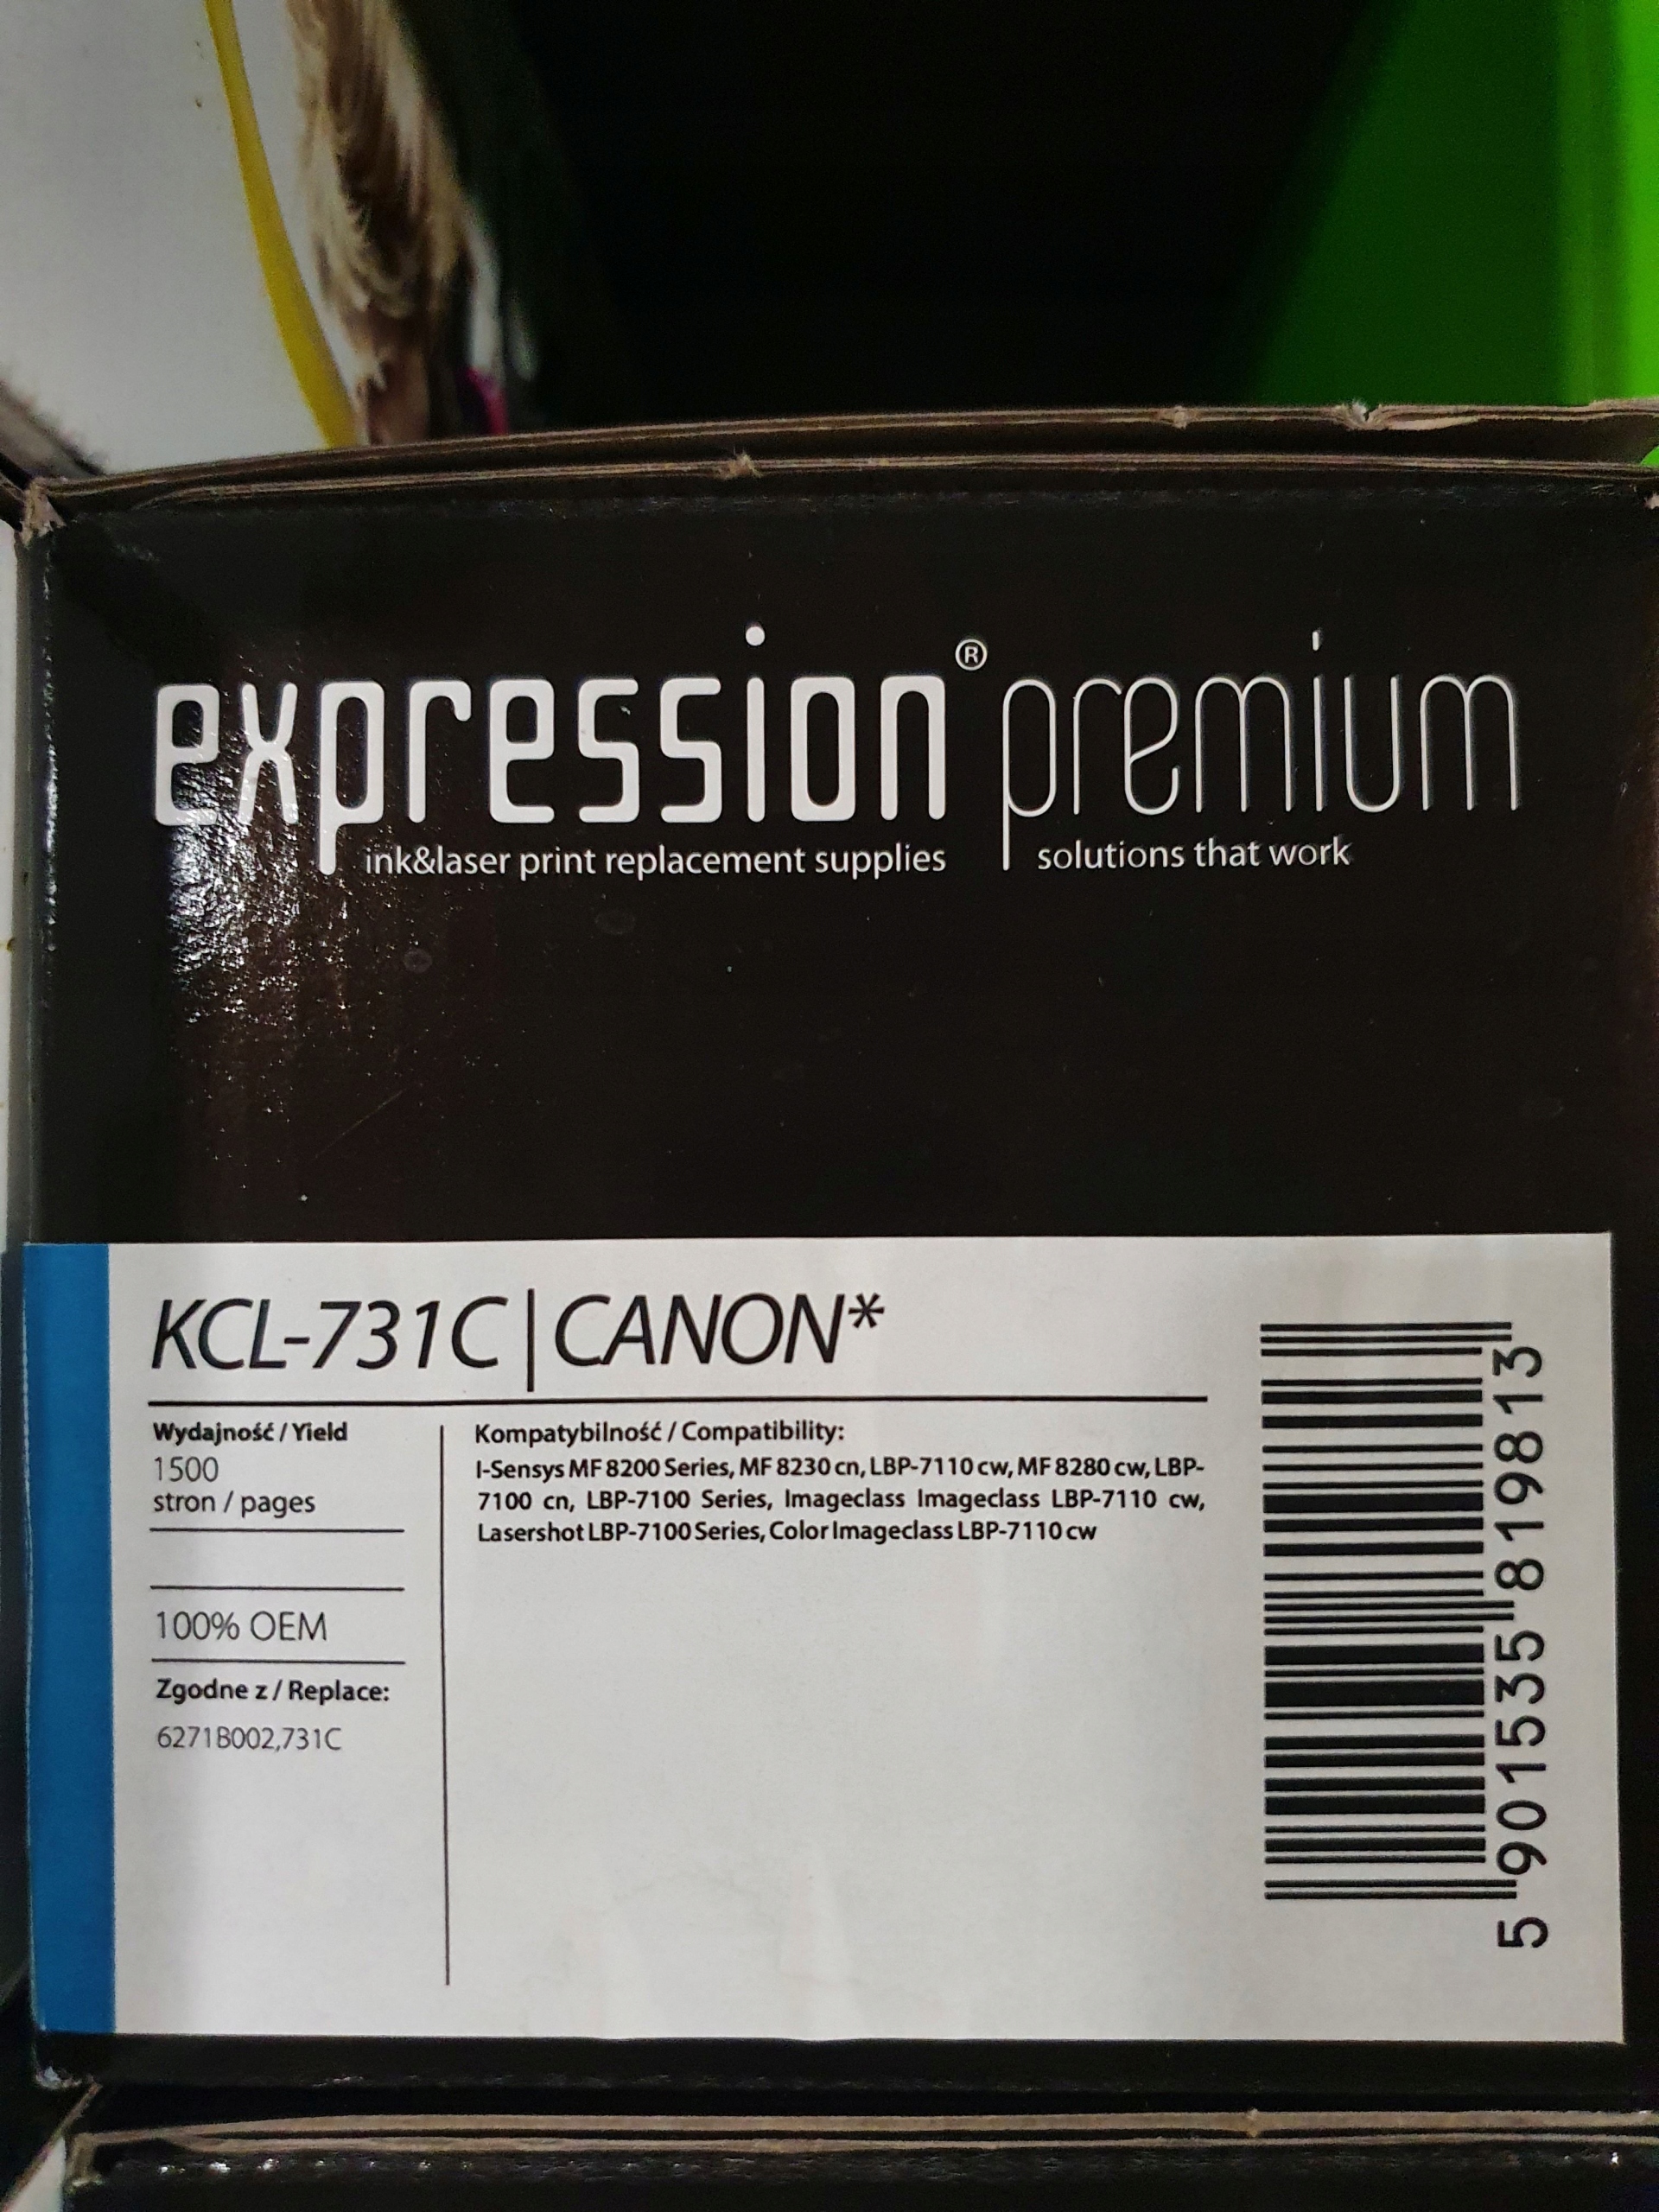 expression® premium
ink&laser print replacement supplies solutions that work
KCL-731C | CANON*
Wydajność / Yield
1500
stron / pages
100% OEM
Zgodne z / Replace:
6271B002,731C
Kompatybilność / Compatibility:
I-Sensys MF 8200 Series, MF 8230 cn, LBP-7110 cw, MF 8280 cw, LBP-
7100 cn, LBP-7100 Series, Imageclass Imageclass LBP-7110 cw,
Lasershot LBP-7100 Series, Color Imageclass LBP-7110 cw
5 901535 819813